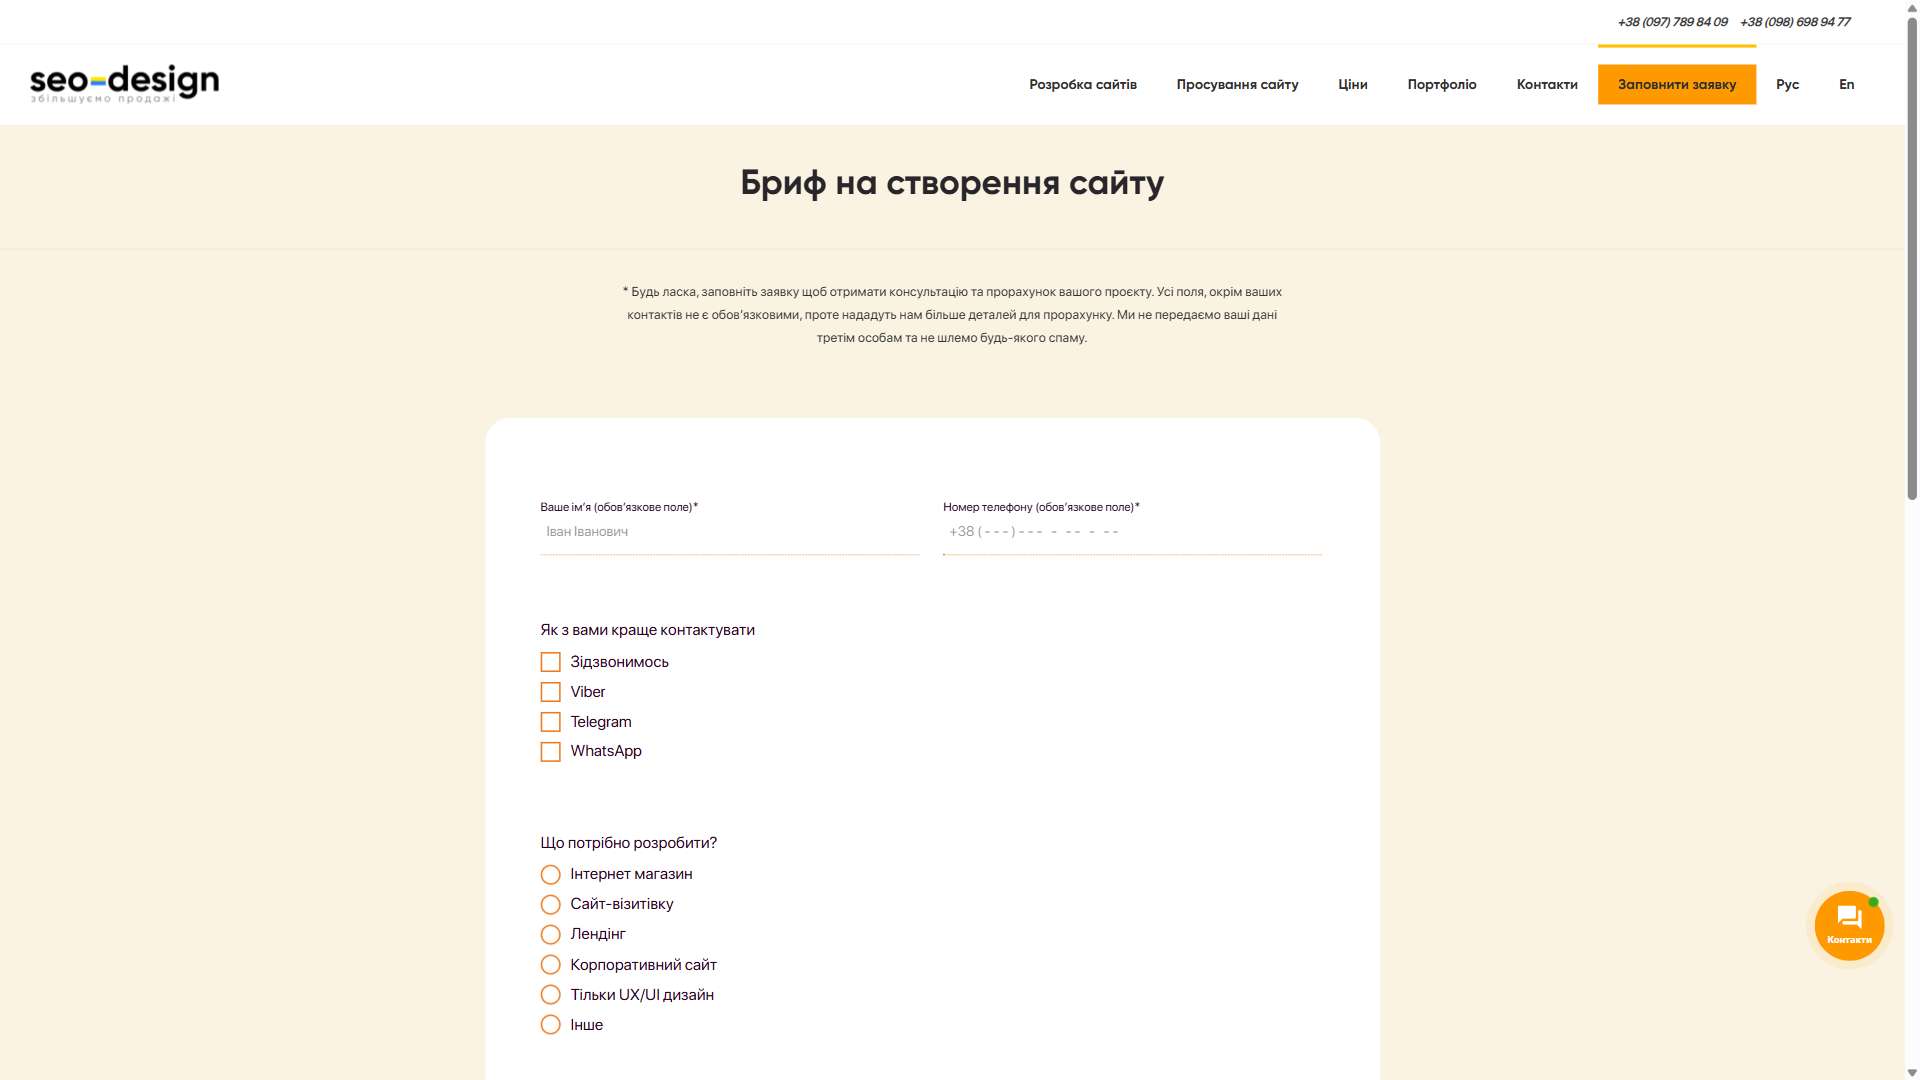 +38 (097) 789 84 09 +38 (098) 698 94 77
seo-design
збільшуємо продажі
Розробка сайтів Просування сайту Ціни Портфоліо Контакти Заповнити заявку Рус En
Бриф на створення сайту
* Будь ласка, заповніть заявку щоб отримати консультацію та прорахунок вашого проєкту. Усі поля, окрім ваших
контактів не є обов’язковими, проте нададуть нам більше деталей для прорахунку. Ми не передаємо ваші дані
третім особам та не шлемо будь-якого спаму.
Ваше ім’я (обов’язкове поле)* Номер телефону (обов’язкове поле)*
Іван Іванович +38 (---)--- - -- - --
Як з вами краще контактувати
Зідзвонимось
Viber
Telegram
WhatsApp
Що потрібно розробити?
Інтернет магазин
Сайт-візитівку
Лендінг
Корпоративний сайт
Тільки UX/UI дизайн
Інше
Контакти